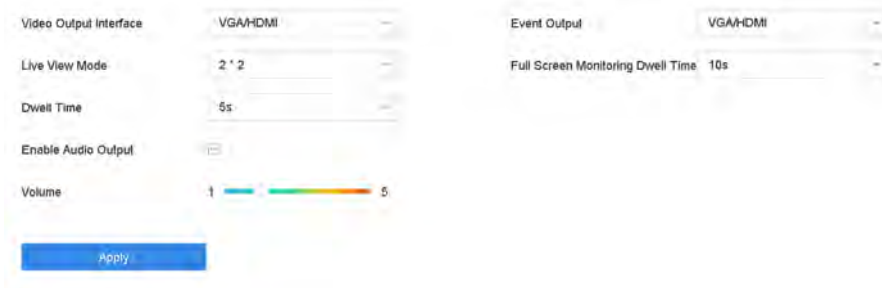 Video Output Interface VGA/HDMI Event Output VGA/HDMI
Live View Mode 2 * 2 Full Screen Monitoring Dwell Time 10s
Dwell Time 5s
Enable Audio Output
Volume 1 5
Apply